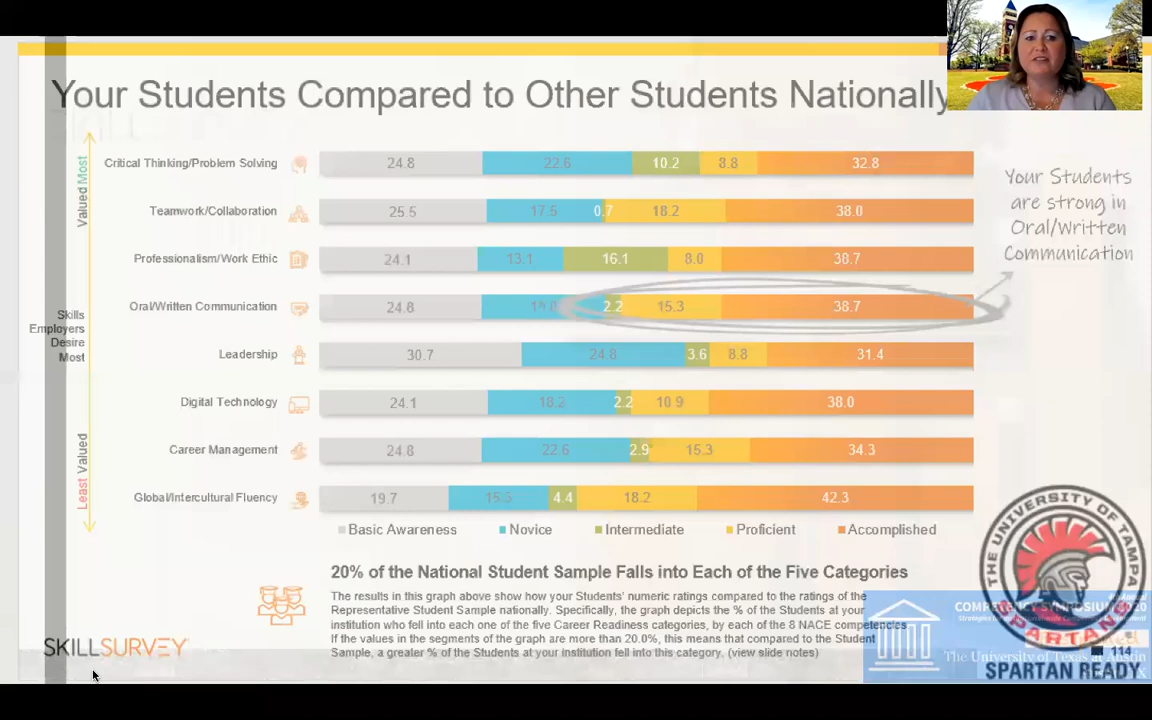 Your Students Compared to Other Students Nationally
Valued Most
Skills
Employers
Desire
Most
Least Valued
Critical Thinking/Problem Solving 24.8 22.6 10.2 8.8 32.8
Teamwork/Collaboration 25.5 17.5 0.7 18.2 38.0
Professionalism/Work Ethic 24.1 13.1 16.1 8.0 38.7
Oral/Written Communication 24.8 2.2 15.3 38.7
Leadership 30.7 24.8 3.6 8.8 31.4
Digital Technology 24.1 18.2 2.2 10.9 38.0
Career Management 24.8 22.6 2.9 15.3 34.3
Global/Intercultural Fluency 19.7 4.4 18.2 42.3
Basic Awareness Novice Intermediate Proficient Accomplished
Your Students
are strong in
Oral/Written
Communication
20% of the National Student Sample Falls into Each of the Five Categories
The results in this graph above show how your Students' numeric ratings compared to the ratings of the
Representative Student Sample nationally. Specifically, the graph depicts the % of the Students at your
institution who fell into each one of the five Career Readiness categories, by each of the 8 NACE competencies
If the values in the segments of the graph are more than 20.0%, this means that compared to the Student
Sample, a greater % of the Students at your institution fell into this category. (view slide notes)
SKILLSURVEY
THE UNIVERSITY OF TAMPA
SPARTANS
SPARTAN READY
COMPETENCY SYMPOSIUM 2020
The University of Texas at Austin
114